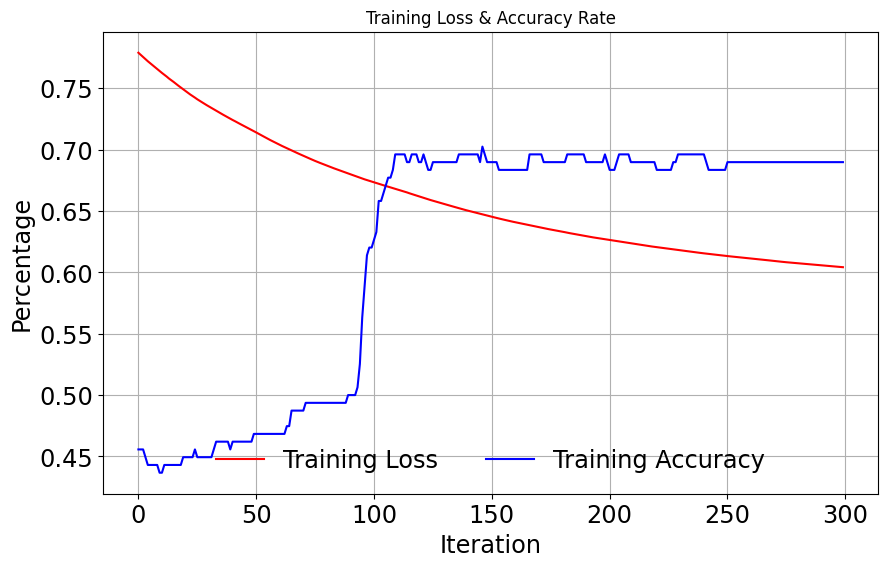 Training Loss & Accuracy Rate
Percentage
0.75
0.70
0.65
0.60
0.55
0.50
0.45
Training Loss
Training Accuracy
0 50 100 150 200 250 300
Iteration